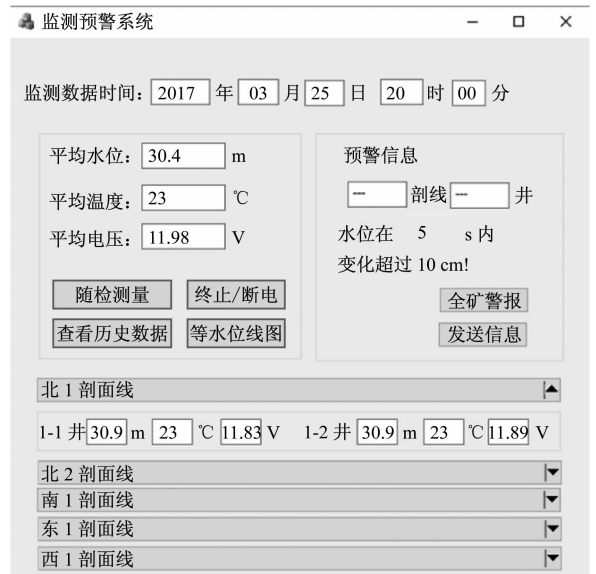 监测预警系统
监测数据时间: 2017 年 03 月 25 日 20 时 00 分
平均水位: 30.4 m
平均温度: 23 ℃
平均电压: 11.98 V
随检测量 终止/断电
查看历史数据 等水位线图
预警信息
--- 剖线 --- 井
水位在 5 s 内
变化超过 10 cm!
全矿警报
发送信息
北 1 剖面线
1-1 井 30.9 m 23 ℃ 11.83 V 1-2 井 30.9 m 23 ℃ 11.89 V
北 2 剖面线
南 1 剖面线
东 1 剖面线
西 1 剖面线